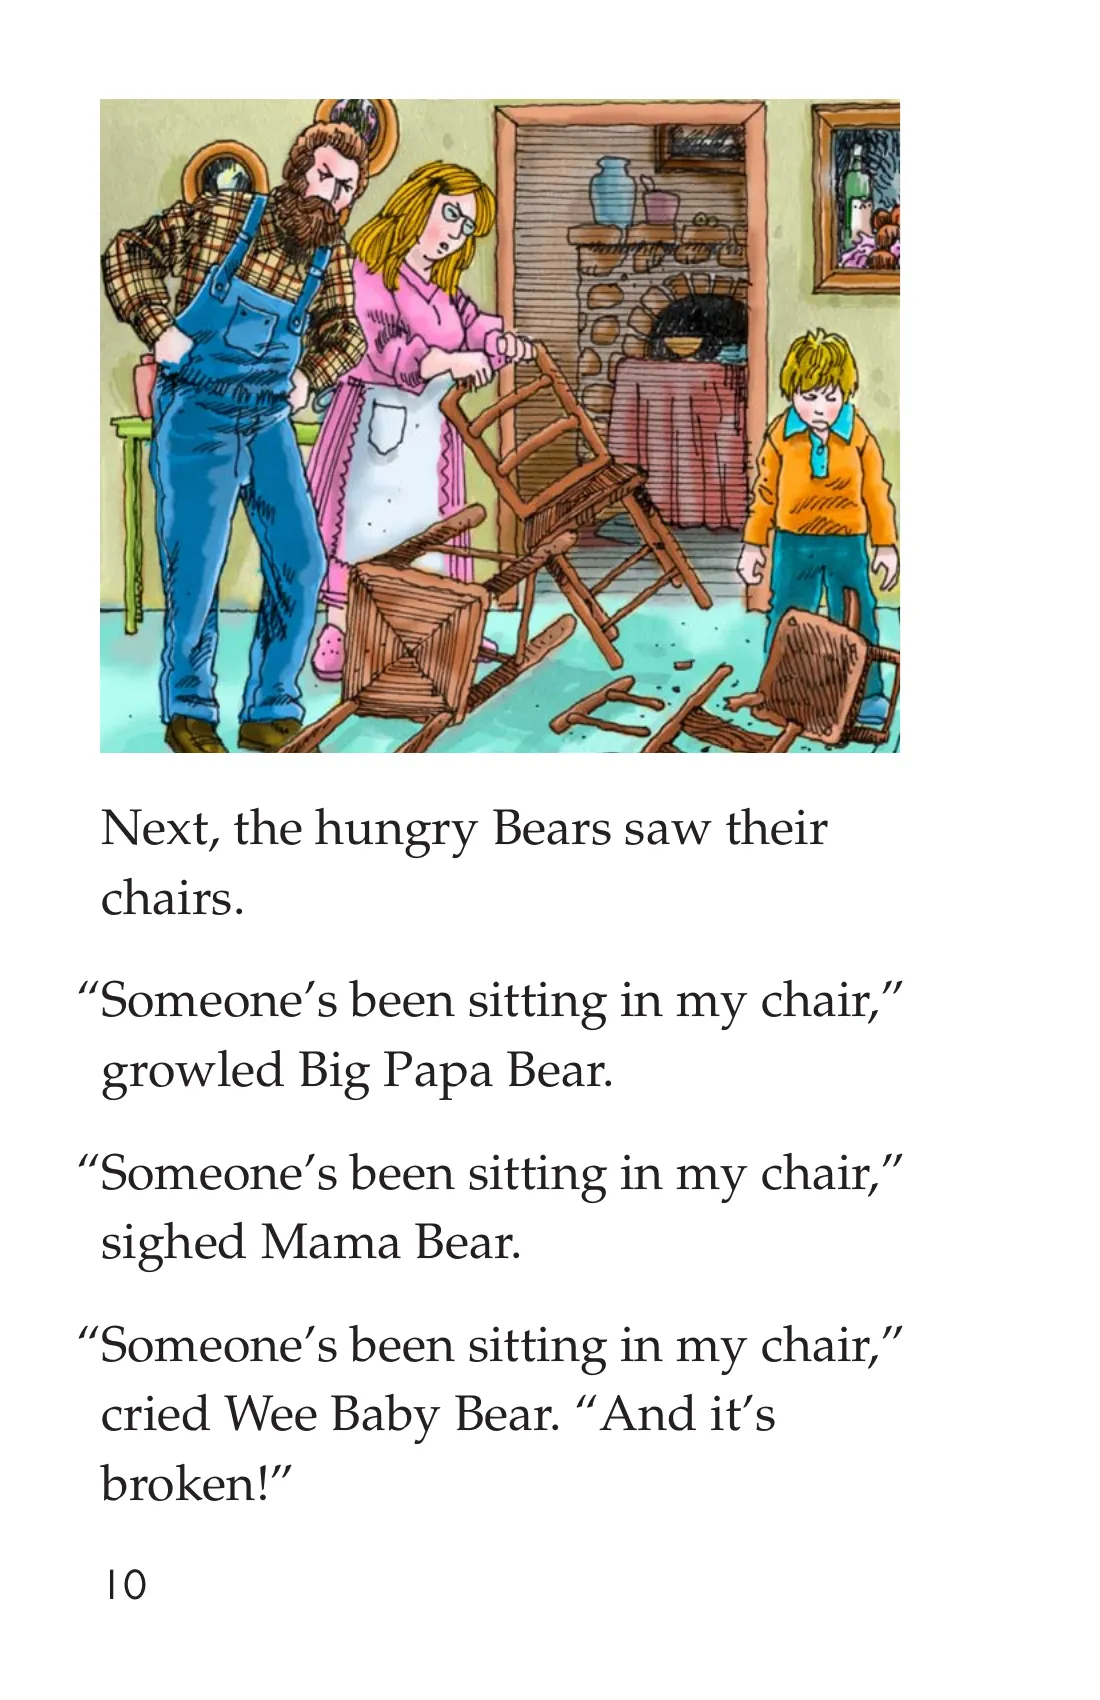 Next, the hungry Bears saw their
chairs.
“Someone’s been sitting in my chair,”
growled Big Papa Bear.
“Someone’s been sitting in my chair,”
sighed Mama Bear.
“Someone’s been sitting in my chair,”
cried Wee Baby Bear. “And it’s
broken!”
10